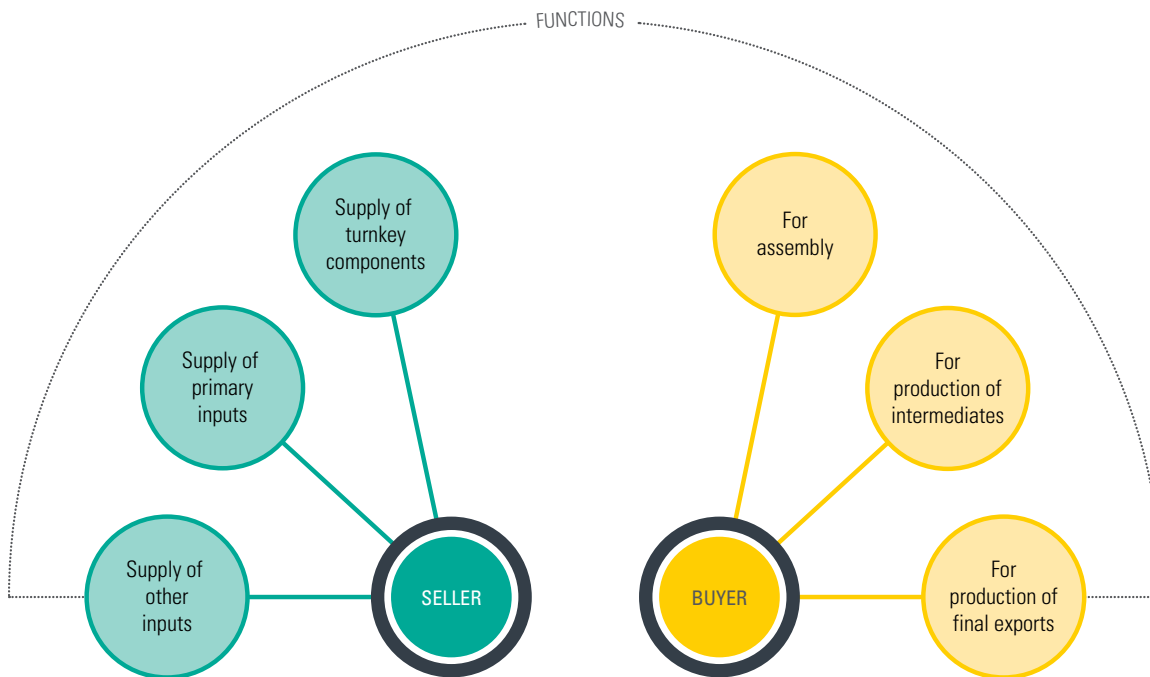 FUNCTIONS
Supply of
turnkey
components
For
assembly
Supply of
primary
inputs
For
production of
intermediates
Supply of
other
inputs
SELLER
BUYER
For
production of
final exports